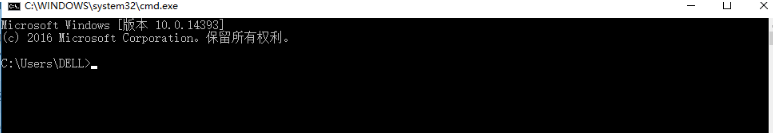 C:\WINDOWS\system32\cmd.exe
Microsoft Windows [版本 10.0.14393]
(c) 2016 Microsoft Corporation。保留所有权利。
C:\Users\DELL>